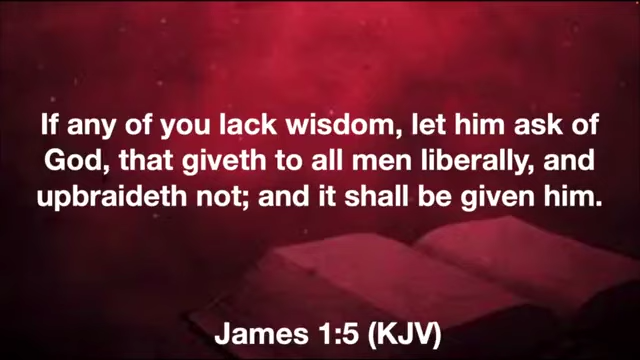 If any of you lack wisdom, let him ask of
God, that giveth to all men liberally, and
upbraideth not; and it shall be given him.
James 1:5 (KJV)